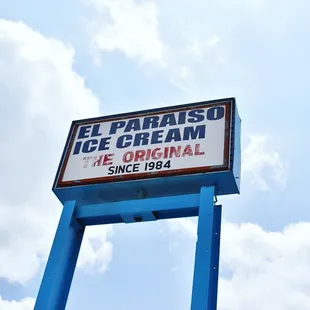 EL PARAISO
ICE CREAM
THE ORIGINAL
SINCE 1984